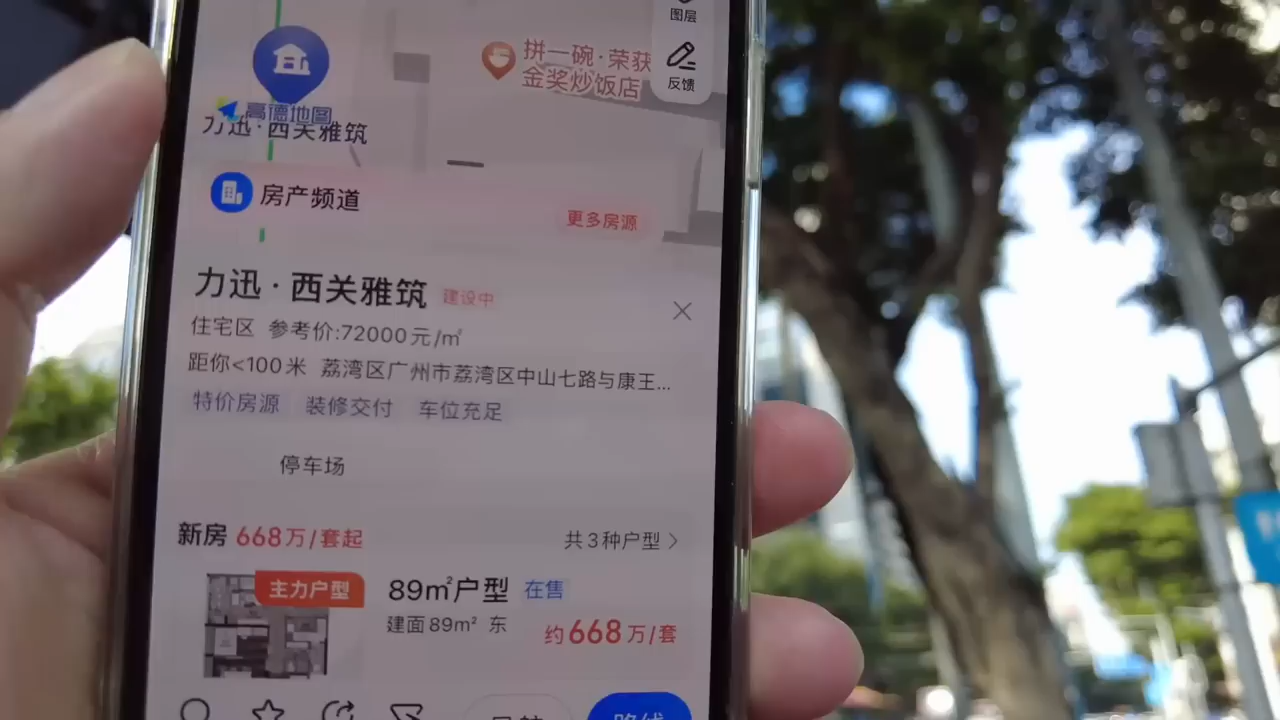 图层
拼一碗·荣获
金奖炒饭店
反馈
高德地图
力迅·西关雅筑
房产频道
更多房源
力迅·西关雅筑 建设中
住宅区 参考价:72000元/㎡
距你<100米 荔湾区广州市荔湾区中山七路与康王...
特价房源 装修交付 车位充足
停车场
新房 668万/套起 共3种户型
主力户型
89㎡户型 在售
建面89m² 东 约668万/套
路线